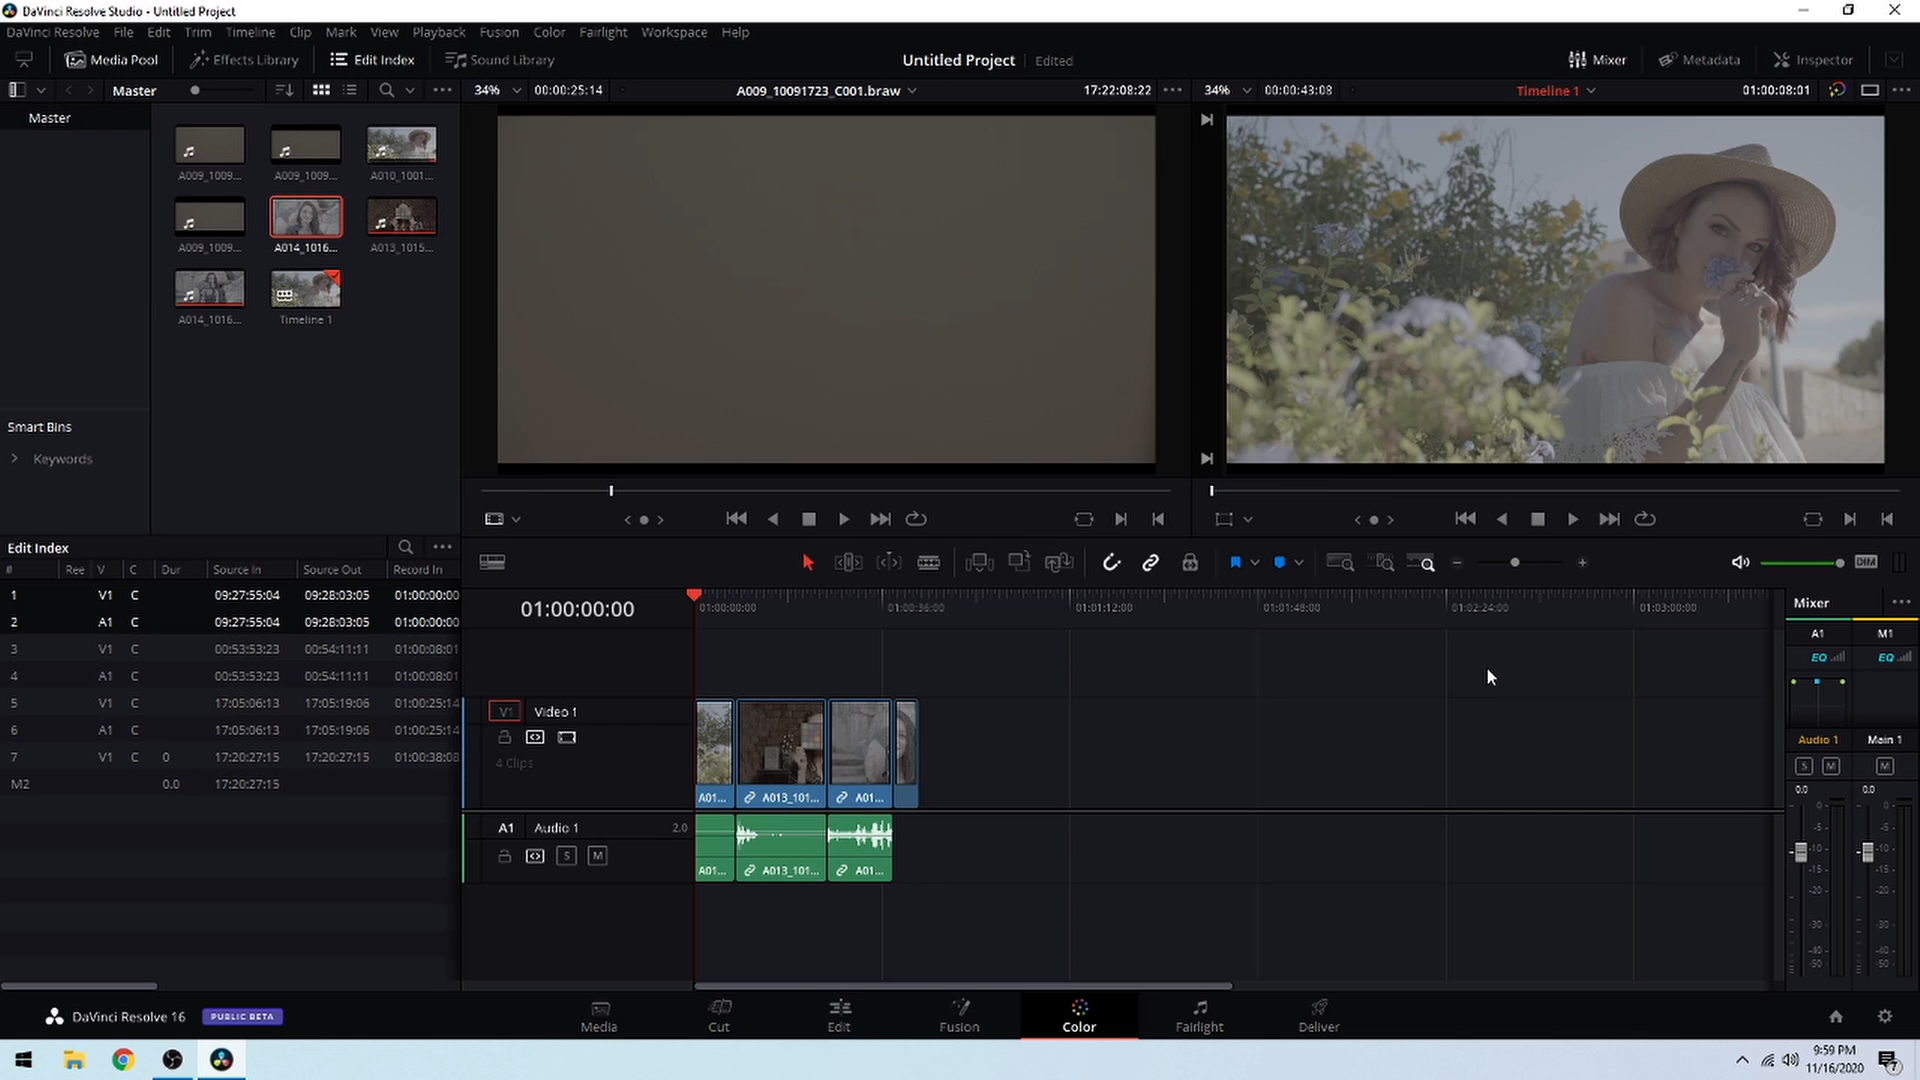 DaVinci Resolve Studio - Untitled Project
DaVinci Resolve File Edit Trim Timeline Clip Mark View Playback Fusion Color Fairlight Workspace Help
Media Pool Effects Library Edit Index Sound Library Untitled Project Edited Mixer Metadata Inspector
Master 34% 00:00:25:14 A009_10091723_C001.braw 17:22:08:22 34% 00:00:43:08 Timeline 1 01:00:08:01
Master
A009_1009... A009_1009... A010_1001...
A009_1009... A014_1016... A013_1015...
A014_1016... Timeline 1
Smart Bins
Keywords
Edit Index
# Ree V C Dur Source In Source Out Record In
1 V1 C 09:27:55:04 09:28:03:05 01:00:00:00
2 A1 C 09:27:55:04 09:28:03:05 01:00:00:00
3 V1 C 00:53:53:23 00:54:11:11 01:00:08:01
4 A1 C 00:53:53:23 00:54:11:11 01:00:08:01
5 V1 C 17:05:06:13 17:05:19:06 01:00:25:14
6 A1 C 17:05:06:13 17:05:19:06 01:00:25:14
7 V1 C 0 17:20:27:15 17:20:27:15 01:00:38:08
M2 0.0 17:20:27:15
DIM
01:00:00:00
01:00:00:00 01:00:36:00 01:01:12:00 01:01:48:00 01:02:24:00 01:03:00:00
V1 Video 1
4 Clips
A01... A013_101... A01...
A1 Audio 1 2.0
S M
A01... A013_101... A01...
Mixer
A1 M1
EQ EQ
Audio 1 Main 1
S M M
0.0 0.0
0 0
-5 -5
-10 -10
-15 -15
-20 -20
-30 -30
-40 -40
-50 -50
DaVinci Resolve 16 PUBLIC BETA
Media Cut Edit Fusion Color Fairlight Deliver
9:59 PM
11/16/2020
7